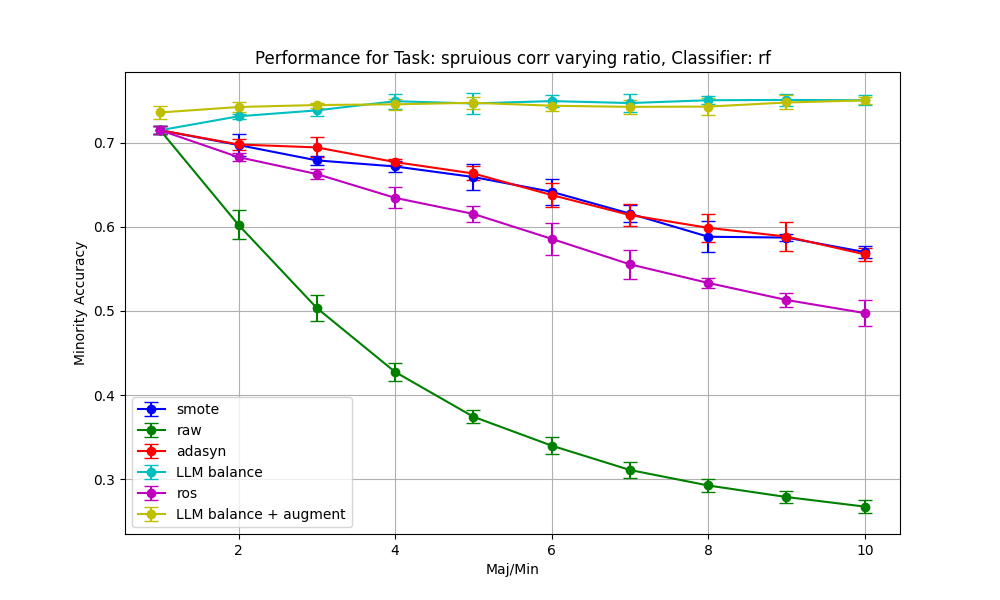 Performance for Task: spruious corr varying ratio, Classifier: rf
Minority Accuracy
0.7
0.6
0.5
0.4
0.3
smote
raw
adasyn
LLM balance
ros
LLM balance + augment
2 4 6 8 10
Maj/Min